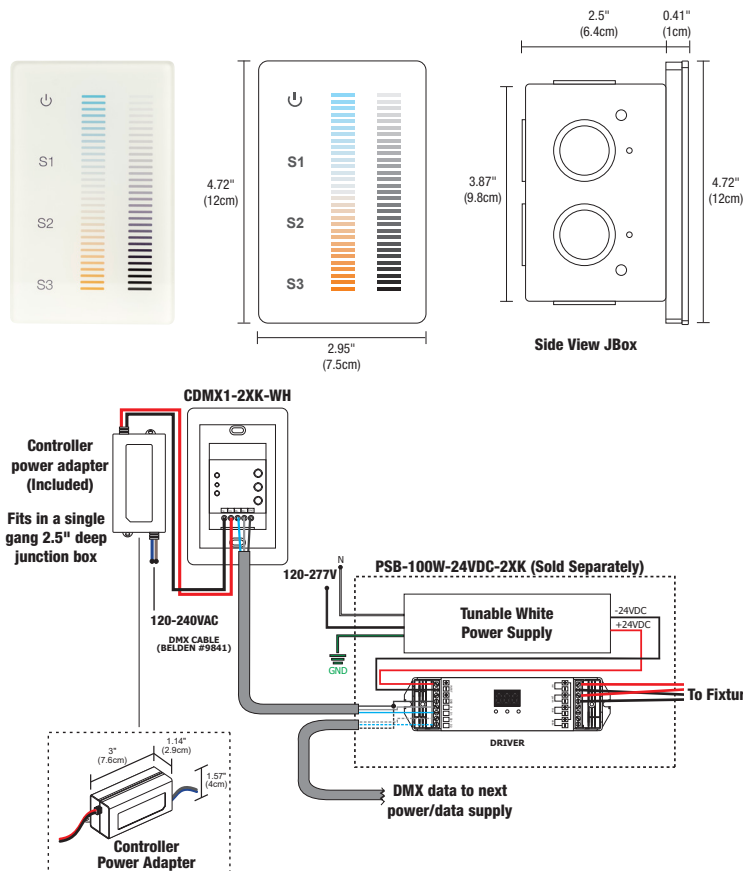 2.5"
(6.4cm)
0.41"
(1cm)
S1
S2
S3
4.72"
(12cm)
S1
S2
S3
2.95"
(7.5cm)
3.87"
(9.8cm)
4.72"
(12cm)
Side View JBox
CDMX1-2XK-WH
Controller
power adapter
(Included)
Fits in a single
gang 2.5" deep
junction box
120-240VAC
DMX CABLE
(BELDEN #9841)
N
120-277V
GND
PSB-100W-24VDC-2XK (Sold Separately)
Tunable White
Power Supply
-24VDC
+24VDC
To Fixtur
DRIVER
DMX data to next
power/data supply
3"
(7.6cm)
1.14"
(2.9cm)
1.57"
(4cm)
Controller
Power Adapter